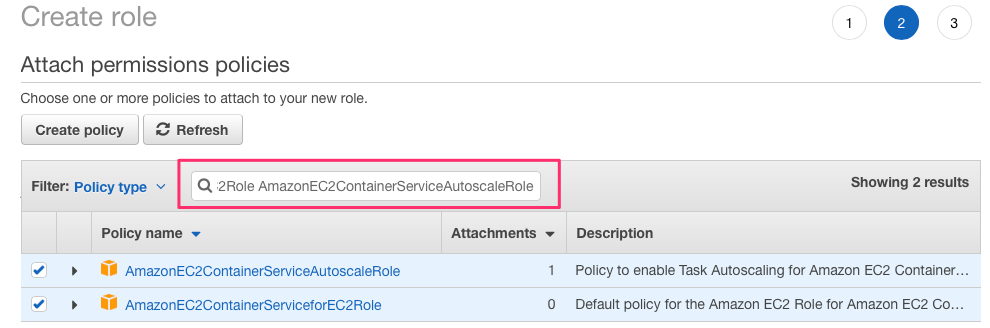 Create role
1 2 3
Attach permissions policies
Choose one or more policies to attach to your new role.
Create policy Refresh
Filter: Policy type :2Role AmazonEC2ContainerServiceAutoscaleRole Showing 2 results
Policy name Attachments Description
AmazonEC2ContainerServiceAutoscaleRole 1 Policy to enable Task Autoscaling for Amazon EC2 Container…
AmazonEC2ContainerServiceforEC2Role 0 Default policy for the Amazon EC2 Role for Amazon EC2 Co…